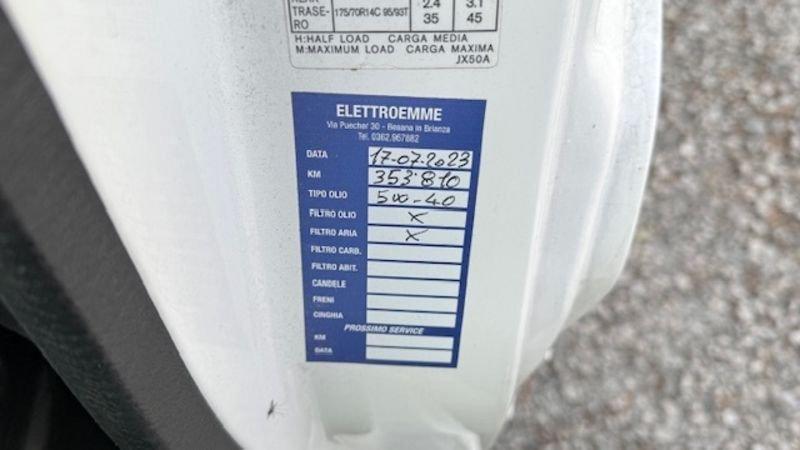 TRASE-
RO 175/70R14C 95/93T 2.4 35 3.1 45
H:HALF LOAD CARGA MEDIA
M:MAXIMUM LOAD CARGA MAXIMA
JX50A
ELETTROEMME
Via Puecher 30 - Besana in Brianza
Tel. 0362.967882
DATA 17-07-2023
KM 353.810
TIPO OLIO 5W-40
FILTRO OLIO X
FILTRO ARIA X
FILTRO CARB.
FILTRO ABIT.
CANDELE
FRENI
CINGHIA
PROSSIMO SERVICE
KM
DATA